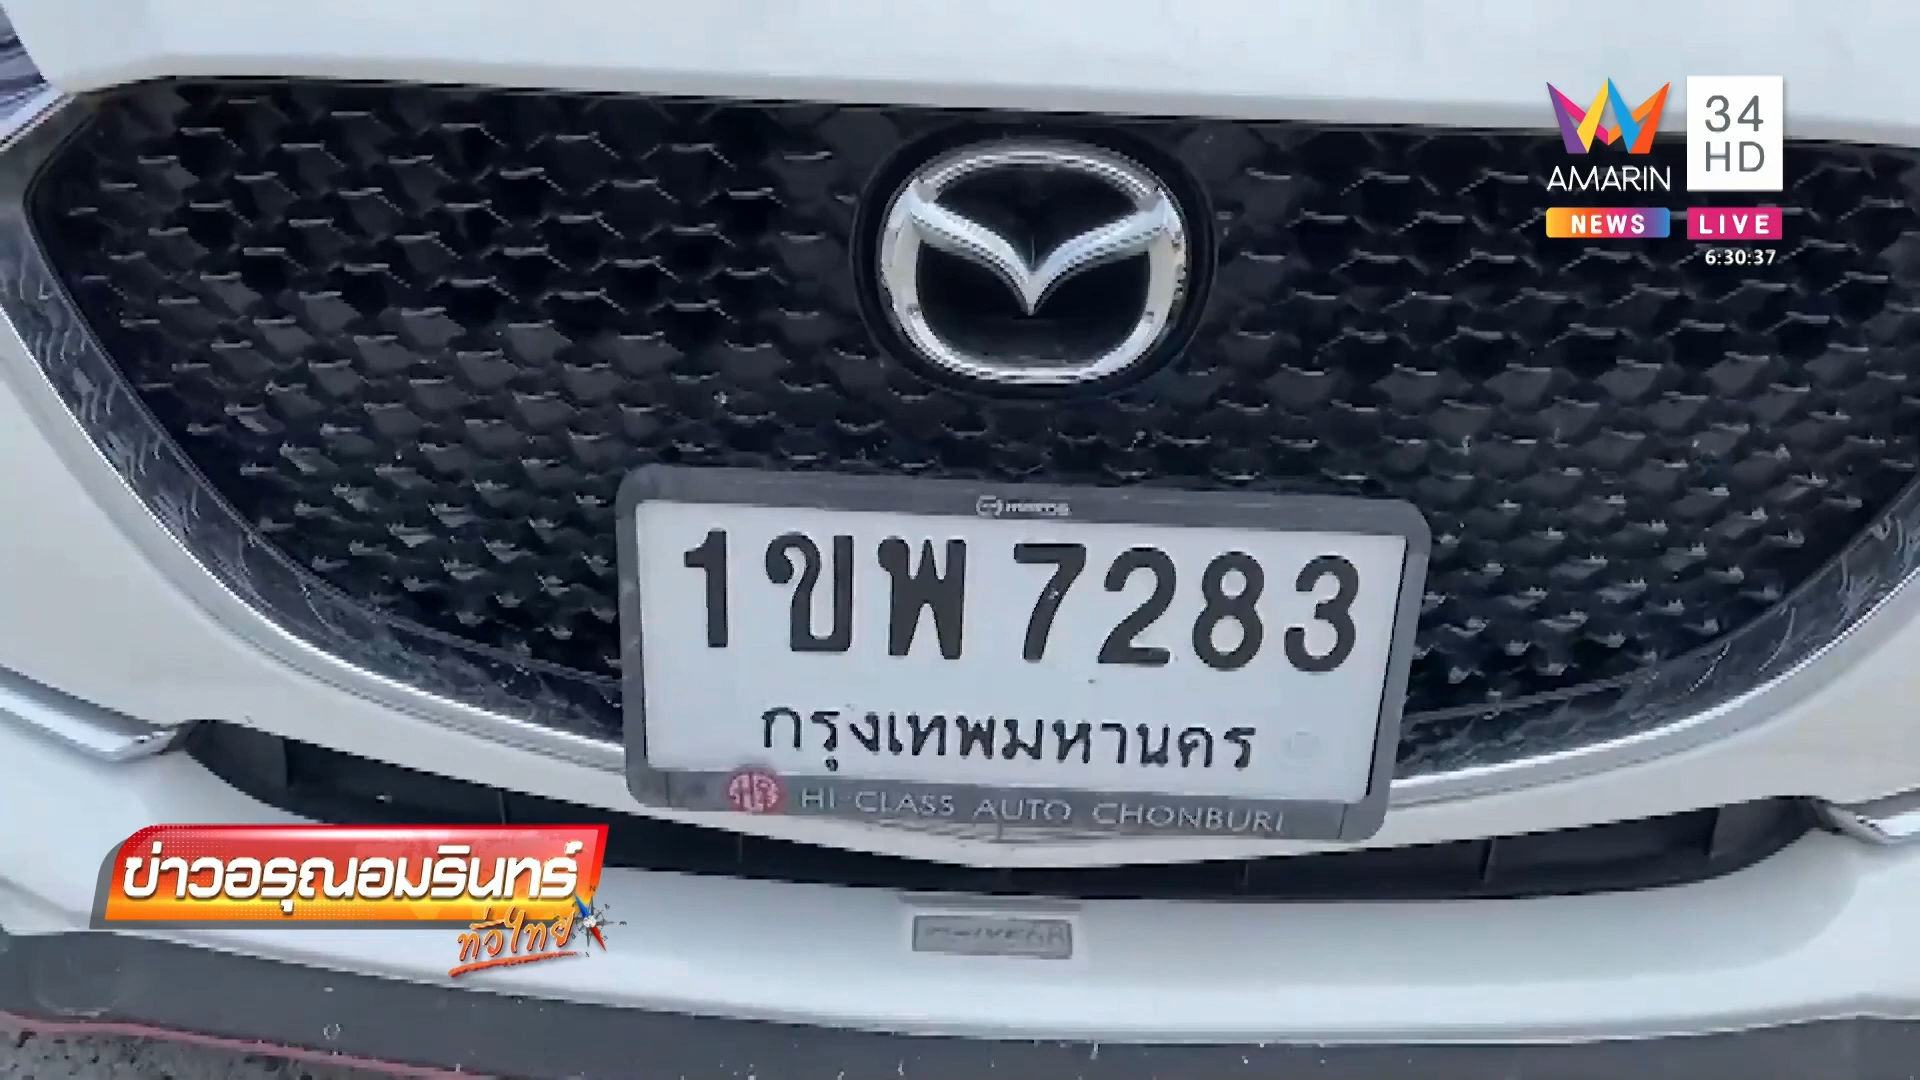 AMARIN
34
HD
NEWS
LIVE
6:30:37
1ขพ 7283
กรุงเทพมหานคร
HI-CLASS AUTO CHONBURI
ข่าวอรุณอมรินทร์
ทั่วไทย